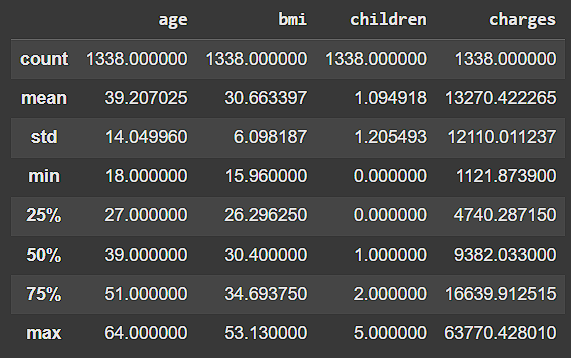 age bmi children charges
count 1338.000000 1338.000000 1338.000000 1338.000000
mean 39.207025 30.663397 1.094918 13270.422265
std 14.049960 6.098187 1.205493 12110.011237
min 18.000000 15.960000 0.000000 1121.873900
25% 27.000000 26.296250 0.000000 4740.287150
50% 39.000000 30.400000 1.000000 9382.033000
75% 51.000000 34.693750 2.000000 16639.912515
max 64.000000 53.130000 5.000000 63770.428010